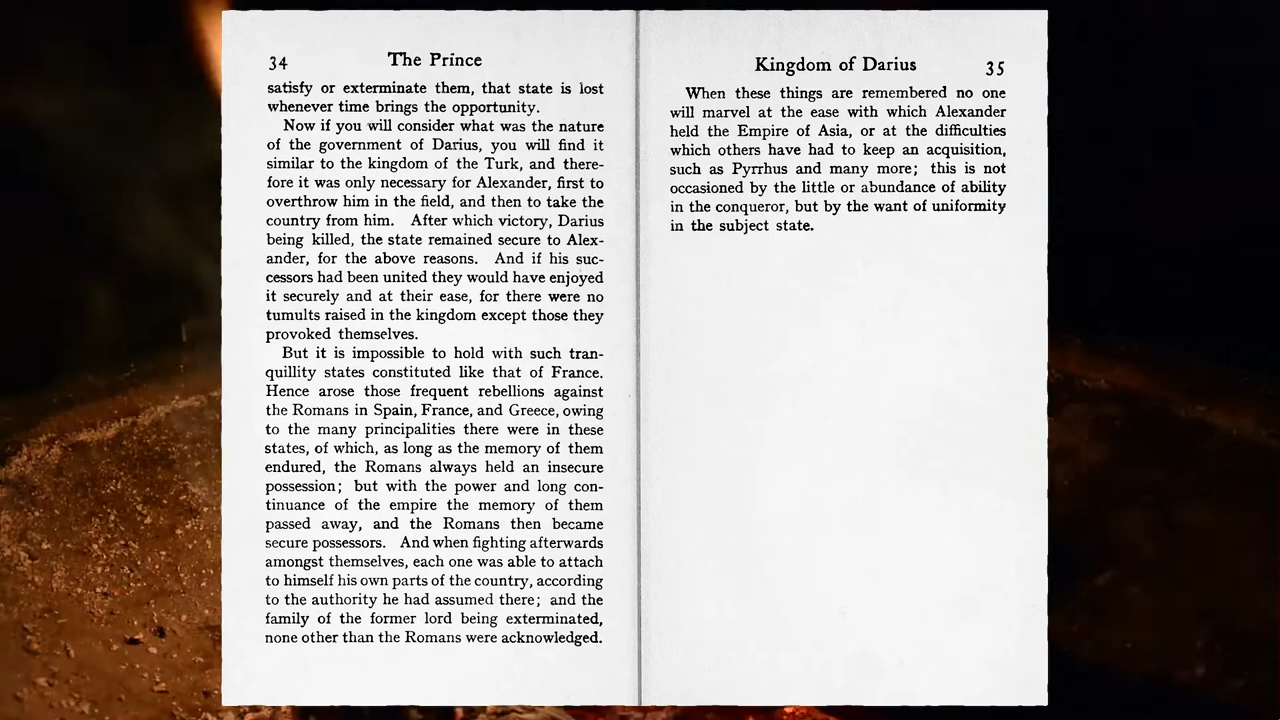 34 The Prince
satisfy or exterminate them, that state is lost
whenever time brings the opportunity.
Now if you will consider what was the nature
of the government of Darius, you will find it
similar to the kingdom of the Turk, and there-
fore it was only necessary for Alexander, first to
overthrow him in the field, and then to take the
country from him. After which victory, Darius
being killed, the state remained secure to Alex-
ander, for the above reasons. And if his suc-
cessors had been united they would have enjoyed
it securely and at their ease, for there were no
tumults raised in the kingdom except those they
provoked themselves.
But it is impossible to hold with such tran-
quillity states constituted like that of France.
Hence arose those frequent rebellions against
the Romans in Spain, France, and Greece, owing
to the many principalities there were in these
states, of which, as long as the memory of them
endured, the Romans always held an insecure
possession; but with the power and long con-
tinuance of the empire the memory of them
passed away, and the Romans then became
secure possessors. And when fighting afterwards
amongst themselves, each one was able to attach
to himself his own parts of the country, according
to the authority he had assumed there; and the
family of the former lord being exterminated,
none other than the Romans were acknowledged.
Kingdom of Darius 35
When these things are remembered no one
will marvel at the ease with which Alexander
held the Empire of Asia, or at the difficulties
which others have had to keep an acquisition,
such as Pyrrhus and many more; this is not
occasioned by the little or abundance of ability
in the conqueror, but by the want of uniformity
in the subject state.